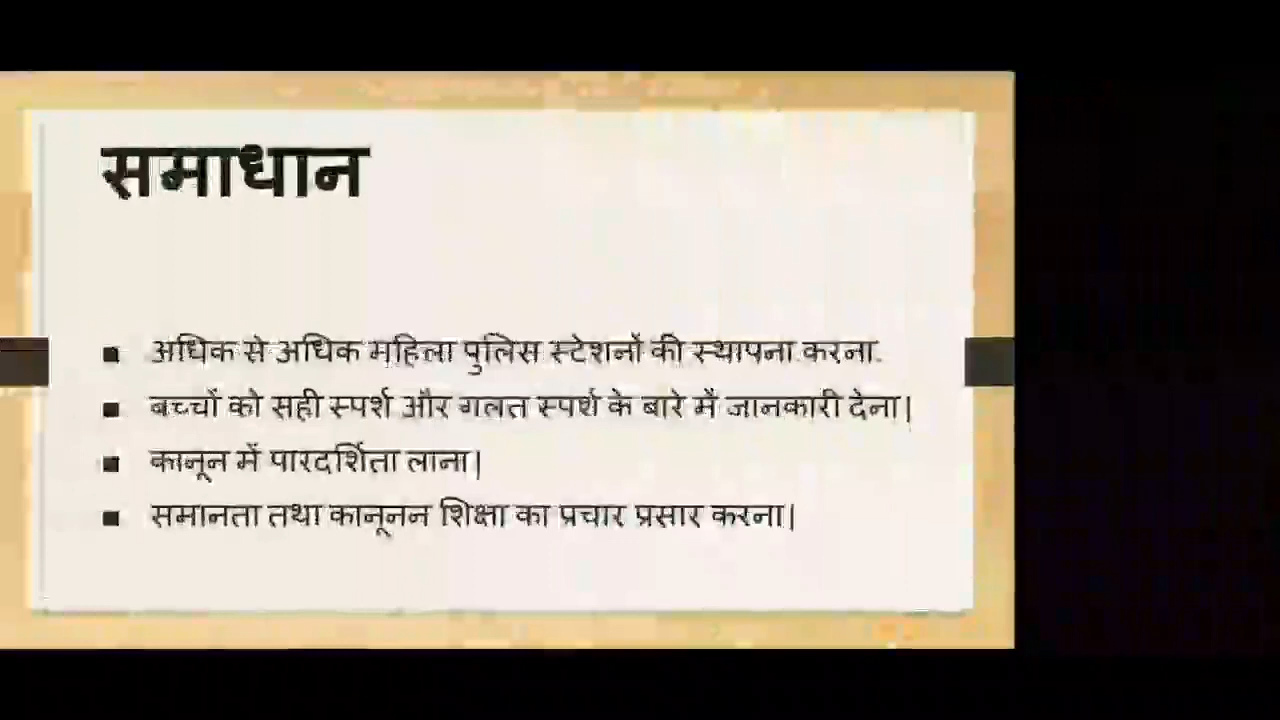 समाधान
▪ अधिक से अधिक महिला पुलिस स्टेशनों की स्थापना करना.
▪ बच्चों को सही स्पर्श और गलत स्पर्श के बारे में जानकारी देना|
▪ कानून में पारदर्शिता लाना|
▪ समानता तथा कानूनन शिक्षा का प्रचार प्रसार करना|